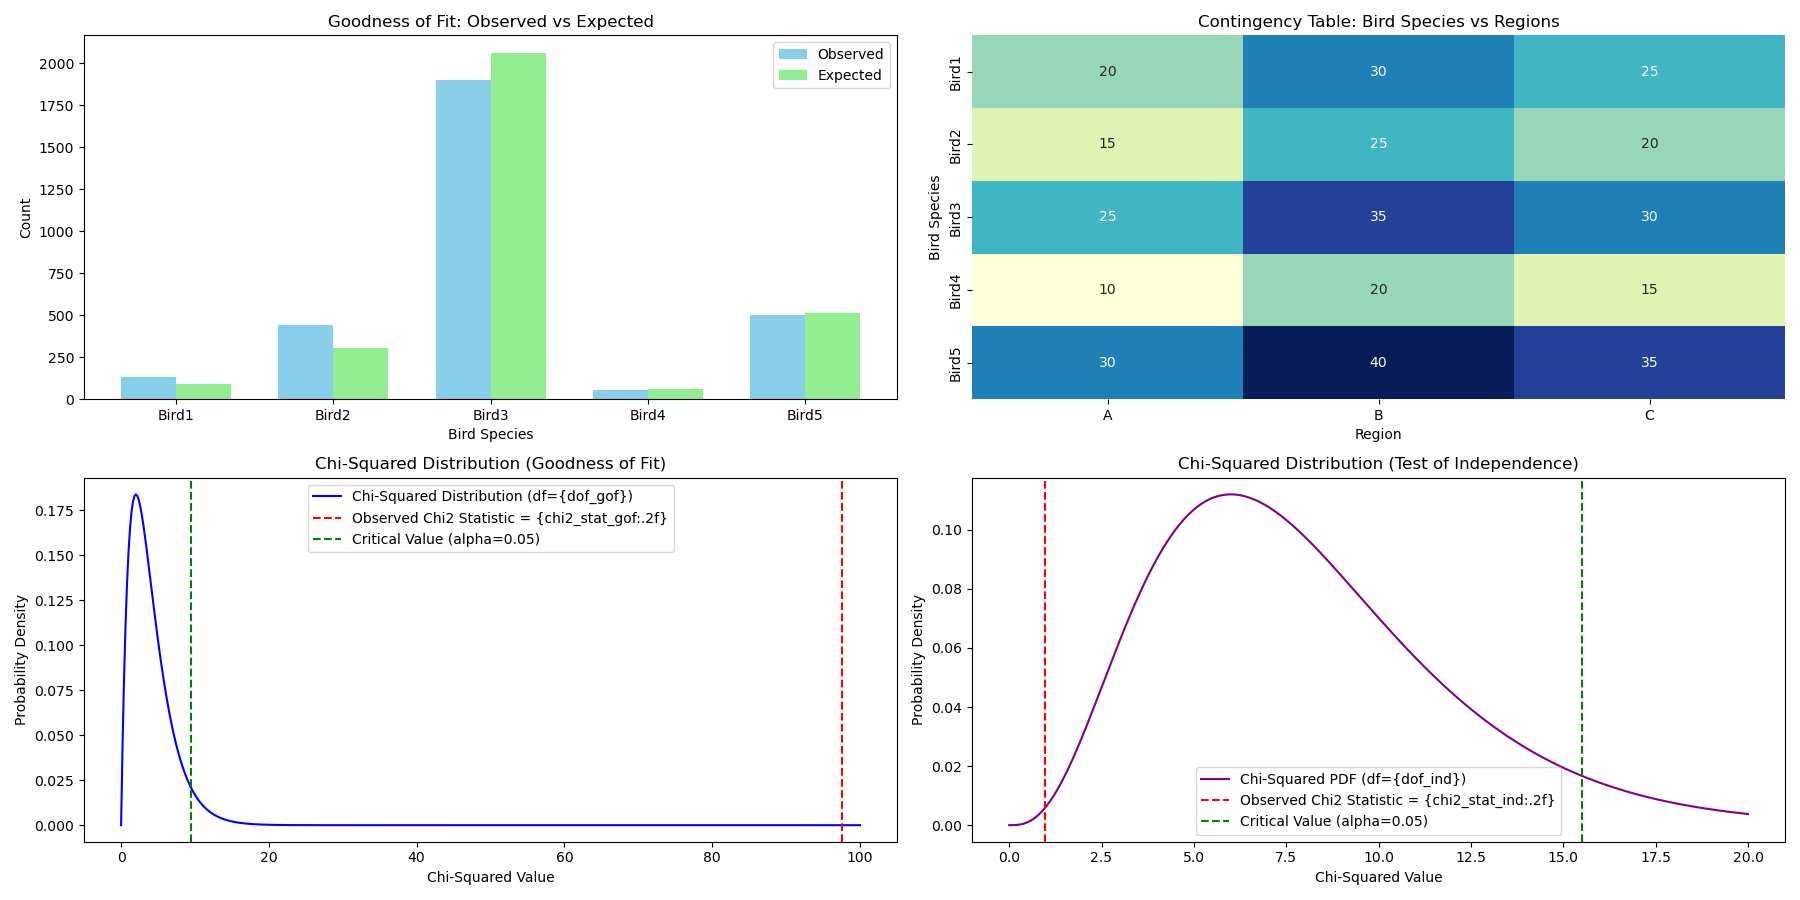 Goodness of Fit: Observed vs Expected
Count
2000
1750
1500
1250
1000
750
500
250
0
Observed
Expected
Bird1 Bird2 Bird3 Bird4 Bird5
Bird Species
Contingency Table: Bird Species vs Regions
Bird Species
Bird1 20 30 25
Bird2 15 25 20
Bird3 25 35 30
Bird4 10 20 15
Bird5 30 40 35
A B C
Region
Chi-Squared Distribution (Goodness of Fit)
Probability Density
0.175
0.150
0.125
0.100
0.075
0.050
0.025
0.000
Chi-Squared Distribution (df={dof_gof})
Observed Chi2 Statistic = {chi2_stat_gof:.2f}
Critical Value (alpha=0.05)
0 20 40 60 80 100
Chi-Squared Value
Chi-Squared Distribution (Test of Independence)
Probability Density
0.10
0.08
0.06
0.04
0.02
0.00
Chi-Squared PDF (df={dof_ind})
Observed Chi2 Statistic = {chi2_stat_ind:.2f}
Critical Value (alpha=0.05)
0.0 2.5 5.0 7.5 10.0 12.5 15.0 17.5 20.0
Chi-Squared Value